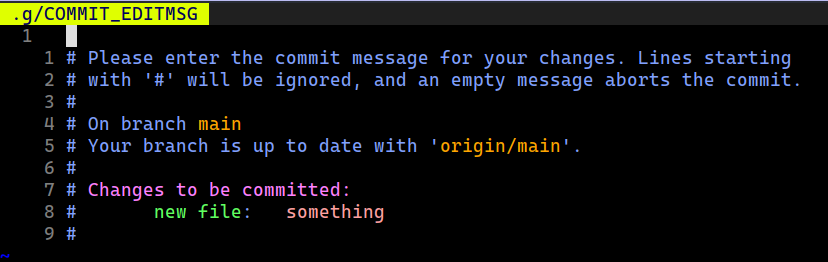 .g/COMMIT_EDITMSG
1
1 # Please enter the commit message for your changes. Lines starting
2 # with '#' will be ignored, and an empty message aborts the commit.
3 #
4 # On branch main
5 # Your branch is up to date with 'origin/main'.
6 #
7 # Changes to be committed:
8 #       new file:   something
9 #
~